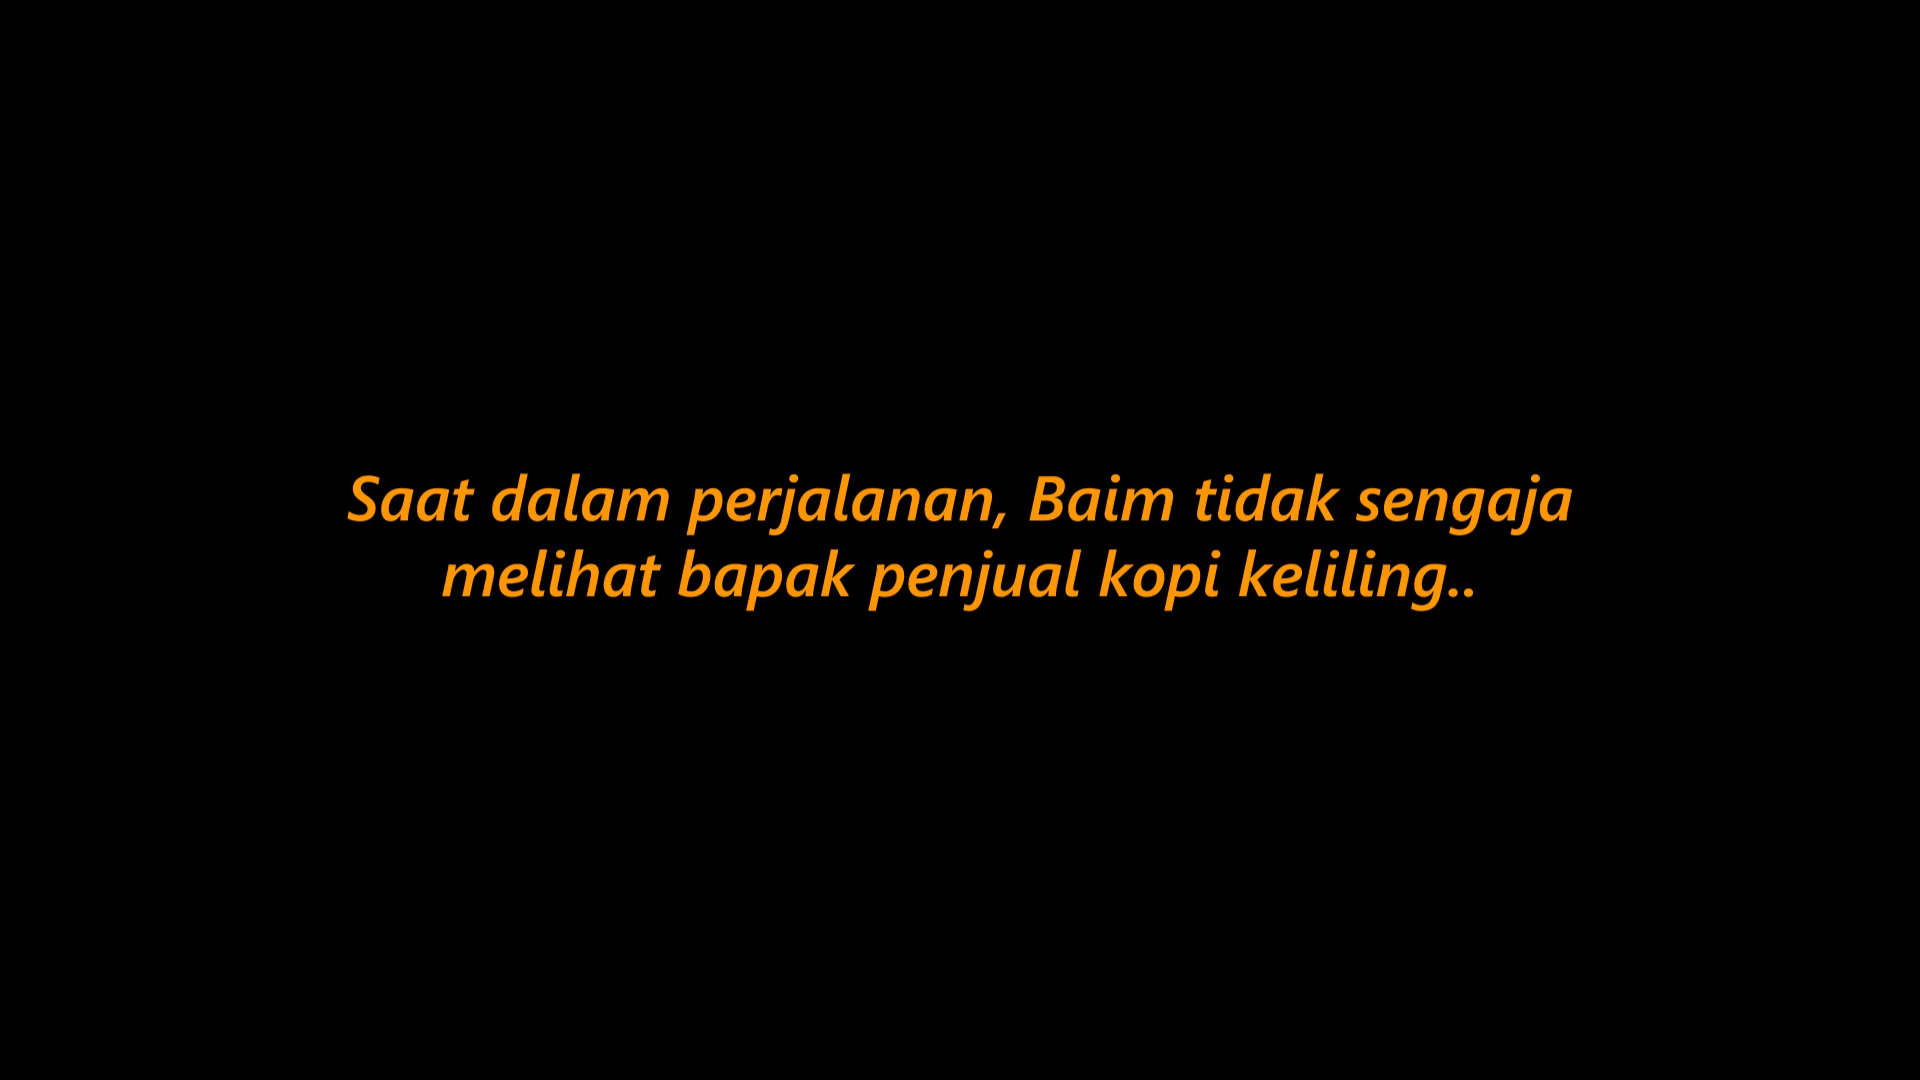 Saat dalam perjalanan, Baim tidak sengaja
melihat bapak penjual kopi keliling..